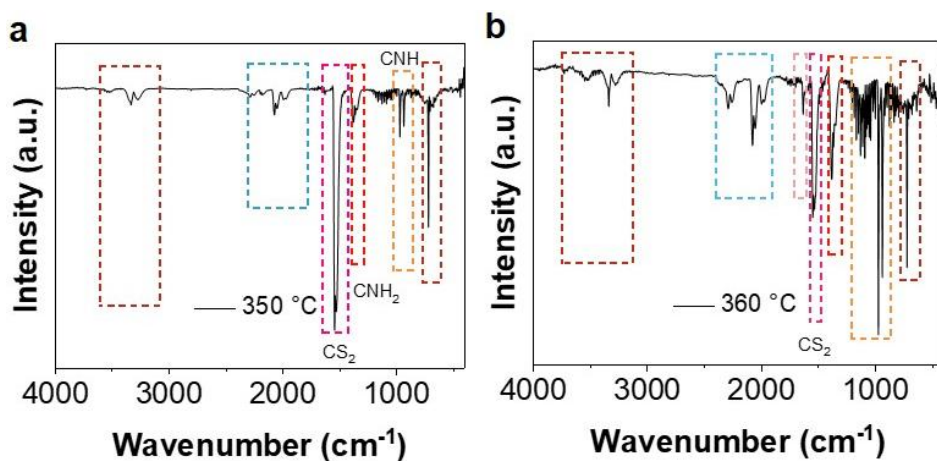 a
CNH
Intensity (a.u.)
350 °C
CNH₂
CS₂
4000 3000 2000 1000
Wavenumber (cm⁻¹)
b
Intensity (a.u.)
360 °C
CS₂
4000 3000 2000 1000
Wavenumber (cm⁻¹)